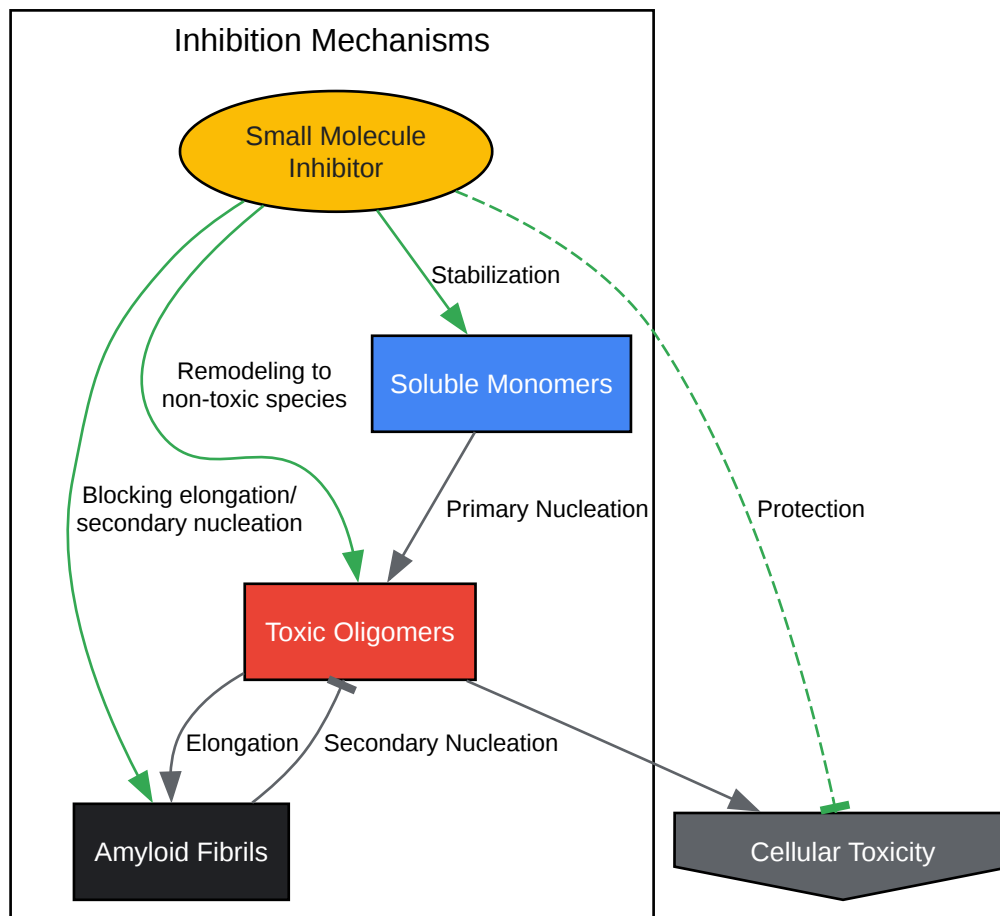 Inhibition Mechanisms
Small Molecule
Inhibitor
Stabilization
Remodeling to
non-toxic species
Soluble Monomers
Blocking elongation/
secondary nucleation
Primary Nucleation
Protection
Toxic Oligomers
Elongation
Secondary Nucleation
Amyloid Fibrils
Cellular Toxicity